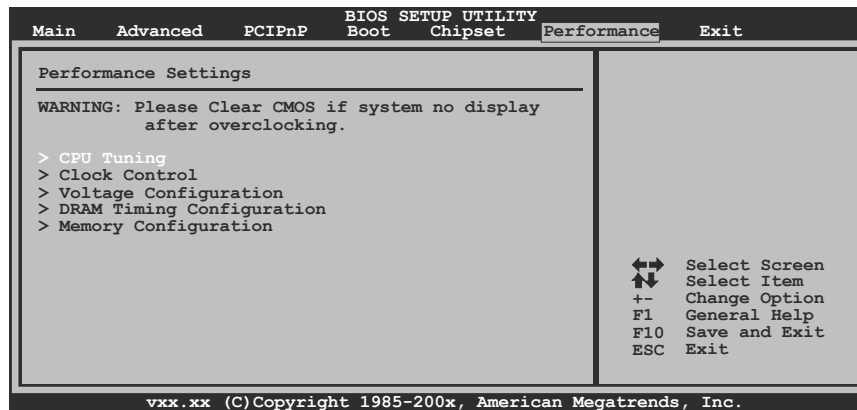 BIOS SETUP UTILITY
Main Advanced PCIPnP Boot Chipset Performance Exit
Performance Settings
WARNING: Please Clear CMOS if system no display
after overclocking.
> CPU Tuning
> Clock Control
> Voltage Configuration
> DRAM Timing Configuration
> Memory Configuration
Select Screen
Select Item
+- Change Option
F1 General Help
F10 Save and Exit
ESC Exit
vxx.xx (C)Copyright 1985-200x, American Megatrends, Inc.